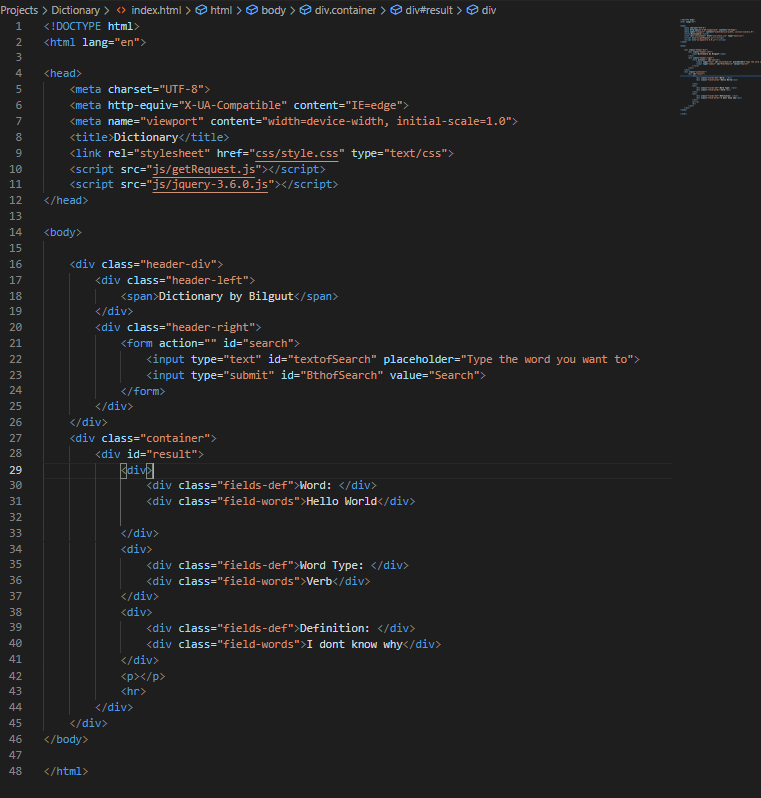 Projects > Dictionary > index.html > html > body > div.container > div#result > div
1 <!DOCTYPE html>
2 <html lang="en">
3
4 <head>
5 <meta charset="UTF-8">
6 <meta http-equiv="X-UA-Compatible" content="IE=edge">
7 <meta name="viewport" content="width=device-width, initial-scale=1.0">
8 <title>Dictionary</title>
9 <link rel="stylesheet" href="css/style.css" type="text/css">
10 <script src="js/getRequest.js"></script>
11 <script src="js/jquery-3.6.0.js"></script>
12 </head>
13
14 <body>
15
16 <div class="header-div">
17 <div class="header-left">
18 <span>Dictionary by Bilguut</span>
19 </div>
20 <div class="header-right">
21 <form action="" id="search">
22 <input type="text" id="textofSearch" placeholder="Type the word you want to">
23 <input type="submit" id="BthofSearch" value="Search">
24 </form>
25 </div>
26 </div>
27 <div class="container">
28 <div id="result">
29 <div>
30 <div class="fields-def">Word: </div>
31 <div class="field-words">Hello World</div>
32
33 </div>
34 <div>
35 <div class="fields-def">Word Type: </div>
36 <div class="field-words">Verb</div>
37 </div>
38 <div>
39 <div class="fields-def">Definition: </div>
40 <div class="field-words">I dont know why</div>
41 </div>
42 <p></p>
43 <hr>
44 </div>
45 </div>
46 </body>
47
48 </html>